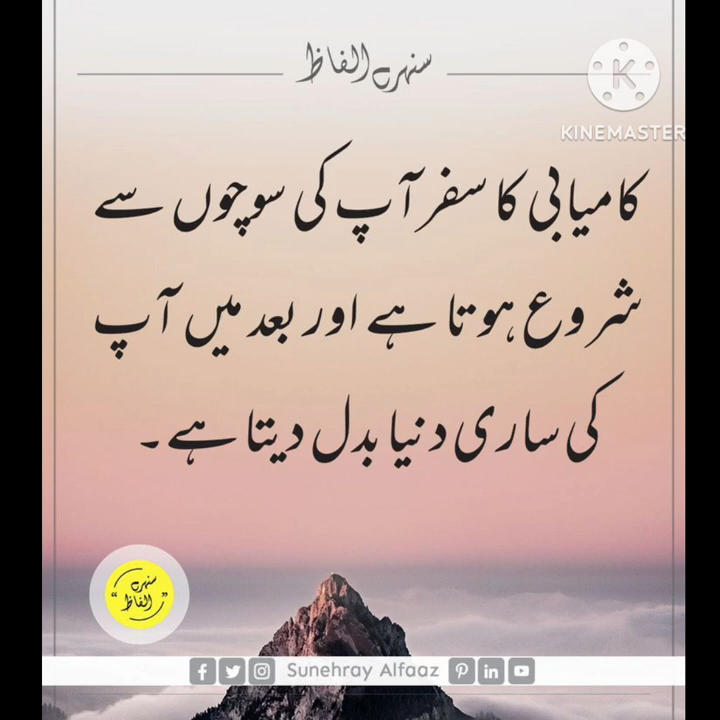 سنہرے الفاظ
KINEMASTER
کامیابی کا سفر آپ کی سوچوں سے
شروع ہوتا ہے اور بعد میں آپ
کی ساری دنیا بدل دیتا ہے۔
سنہرے
الفاظ
Sunehray Alfaaz